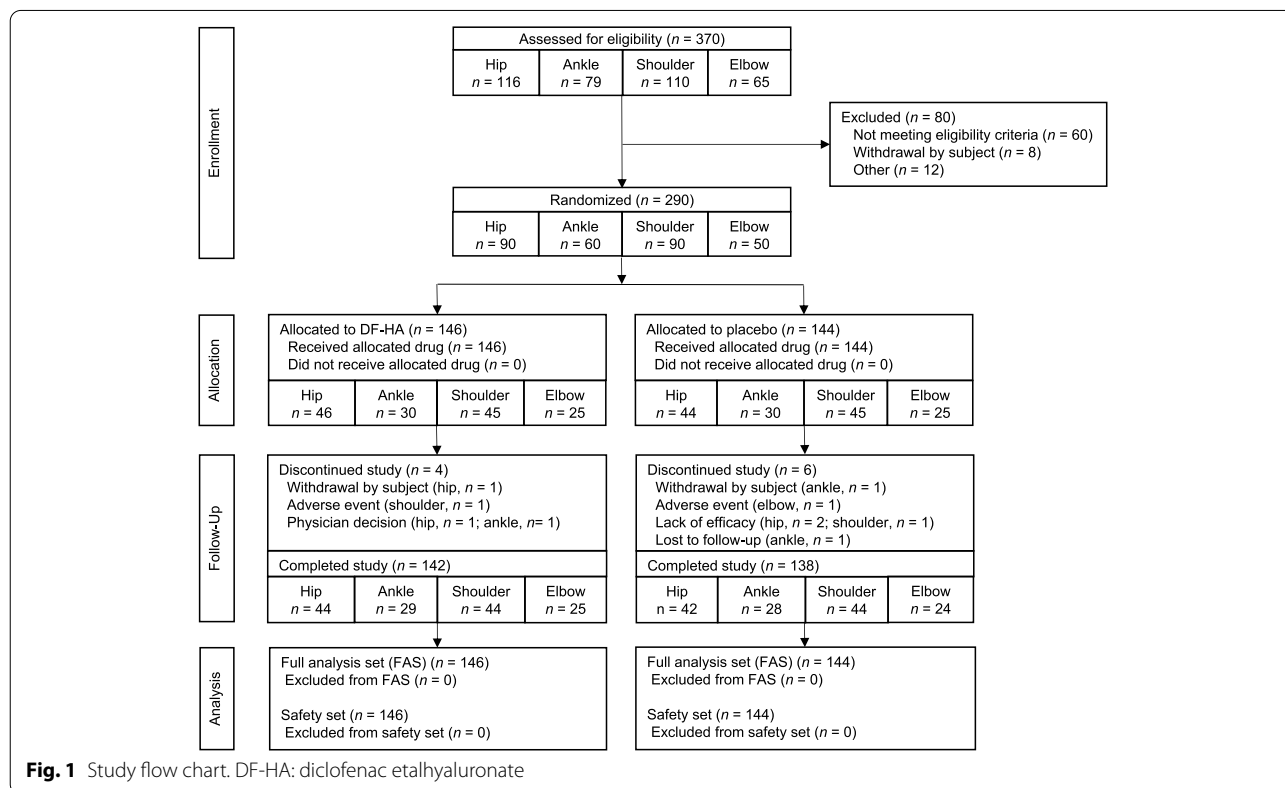 Enrollment
Assessed for eligibility (n = 370)
Hip
n = 116
Ankle
n = 79
Shoulder
n = 110
Elbow
n = 65
Excluded (n = 80)
Not meeting eligibility criteria (n = 60)
Withdrawal by subject (n = 8)
Other (n = 12)
Randomized (n = 290)
Hip
n = 90
Ankle
n = 60
Shoulder
n = 90
Elbow
n = 50
Allocation
Allocated to DF-HA (n = 146)
Received allocated drug (n = 146)
Did not receive allocated drug (n = 0)
Hip
n = 46
Ankle
n = 30
Shoulder
n = 45
Elbow
n = 25
Allocated to placebo (n = 144)
Received allocated drug (n = 144)
Did not receive allocated drug (n = 0)
Hip
n = 44
Ankle
n = 30
Shoulder
n = 45
Elbow
n = 25
Follow-Up
Discontinued study (n = 4)
Withdrawal by subject (hip, n = 1)
Adverse event (shoulder, n = 1)
Physician decision (hip, n = 1; ankle, n= 1)
Completed study (n = 142)
Hip
n = 44
Ankle
n = 29
Shoulder
n = 44
Elbow
n = 25
Discontinued study (n = 6)
Withdrawal by subject (ankle, n = 1)
Adverse event (elbow, n = 1)
Lack of efficacy (hip, n = 2; shoulder, n = 1)
Lost to follow-up (ankle, n = 1)
Completed study (n = 138)
Hip
n = 42
Ankle
n = 28
Shoulder
n = 44
Elbow
n = 24
Analysis
Full analysis set (FAS) (n = 146)
Excluded from FAS (n = 0)
Safety set (n = 146)
Excluded from safety set (n = 0)
Full analysis set (FAS) (n = 144)
Excluded from FAS (n = 0)
Safety set (n = 144)
Excluded from safety set (n = 0)
Fig. 1 Study flow chart. DF-HA: diclofenac etalhyaluronate